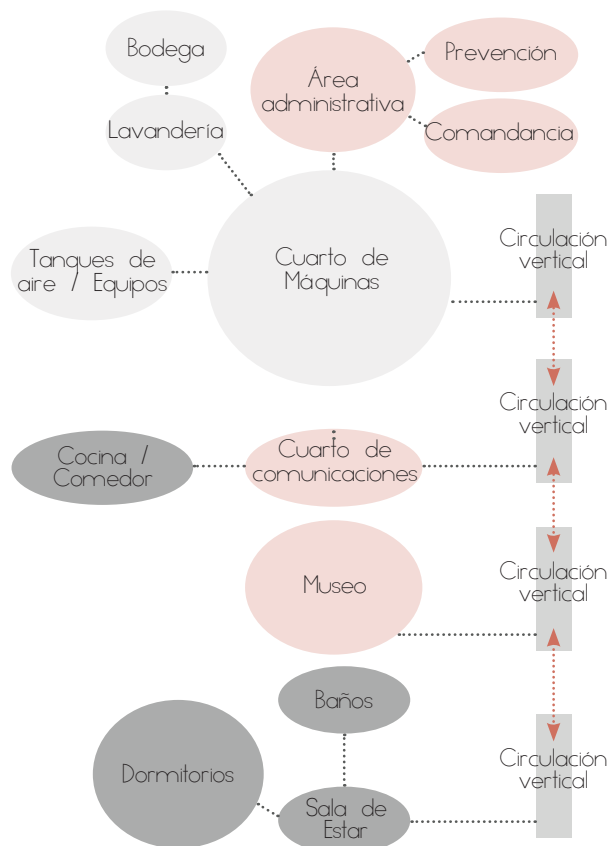 Bodega
Prevención
Área
administrativa
Lavandería
Comandancia
Circulación
vertical
Tanques de
aire / Equipos
Cuarto de
Máquinas
Circulación
vertical
Cocina /
Comedor
Cuarto de
comunicaciones
Museo
Circulación
vertical
Baños
Dormitorios
Circulación
vertical
Sala de
Estar